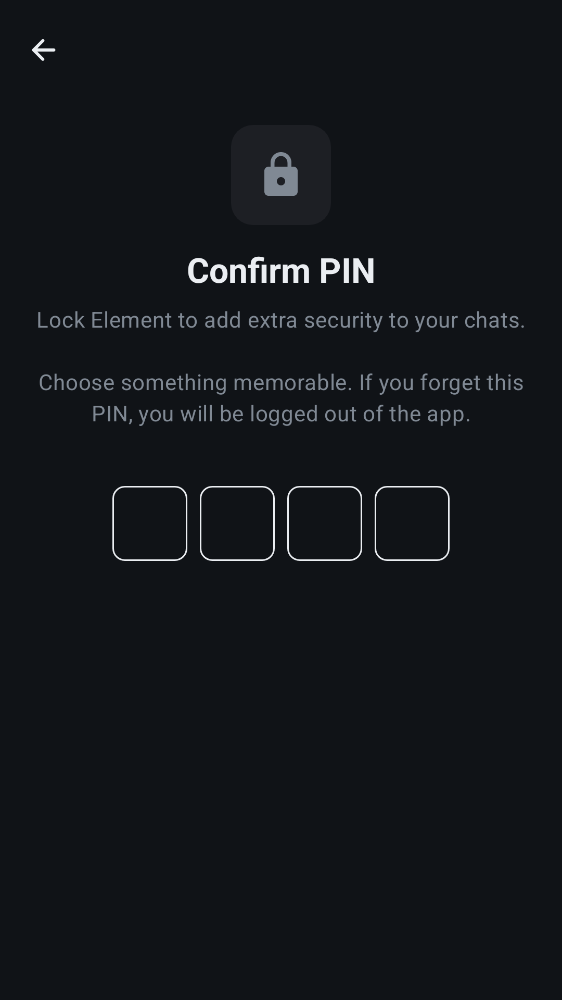 Confirm PIN
Lock Element to add extra security to your chats.
Choose something memorable. If you forget this
PIN, you will be logged out of the app.